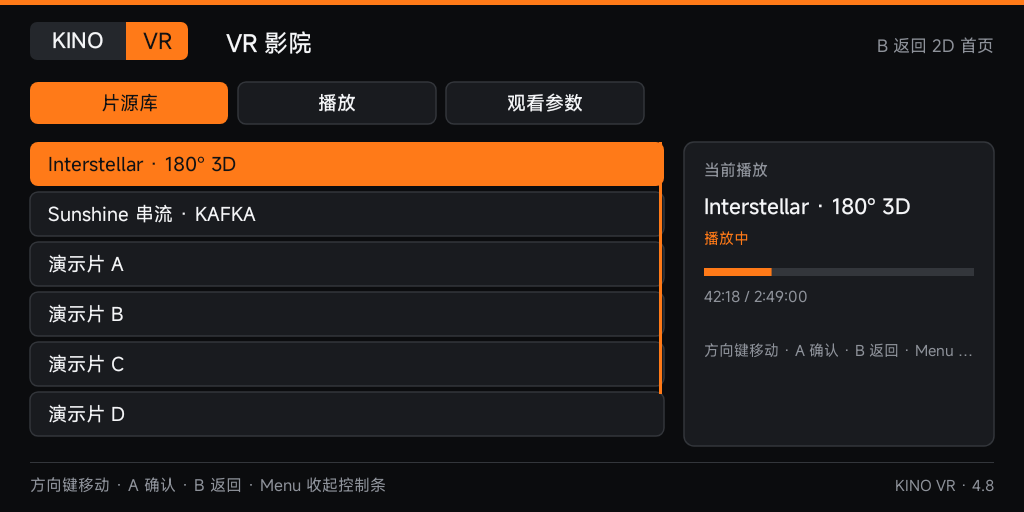 KINO VR VR 影院
B 返回 2D 首页
片源库 播放 观看参数
Interstellar · 180° 3D
Sunshine 串流 · KAFKA
演示片 A
演示片 B
演示片 C
演示片 D
当前播放
Interstellar · 180° 3D
播放中
42:18 / 2:49:00
方向键移动 · A 确认 · B 返回 · Menu ...
方向键移动 · A 确认 · B 返回 · Menu 收起控制条
KINO VR · 4.8